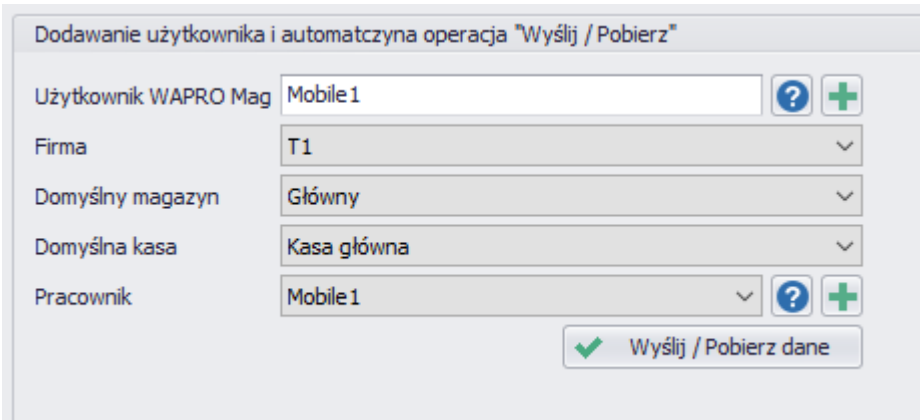 Dodawanie użytkownika i automatczyna operacja "Wyślij / Pobierz"
Użytkownik WAPRO Mag Mobile1
Firma T1
Domyślny magazyn Główny
Domyślna kasa Kasa główna
Pracownik Mobile1
Wyślij / Pobierz dane